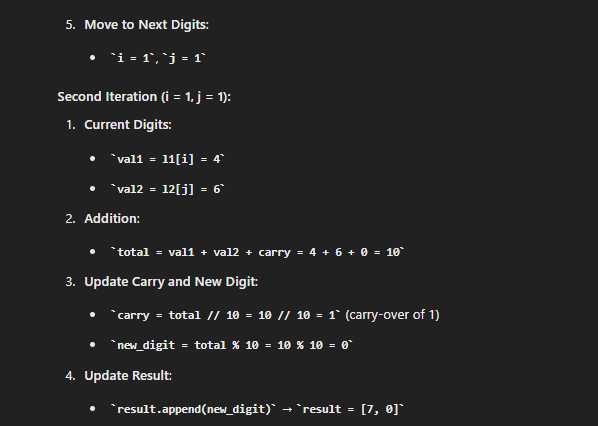 5. Move to Next Digits:
• `i = 1`, `j = 1`
Second Iteration (i = 1, j = 1):
1. Current Digits:
• `val1 = l1[i] = 4`
• `val2 = l2[j] = 6`
2. Addition:
• `total = val1 + val2 + carry = 4 + 6 + 0 = 10`
3. Update Carry and New Digit:
• `carry = total // 10 = 10 // 10 = 1` (carry-over of 1)
• `new_digit = total % 10 = 10 % 10 = 0`
4. Update Result:
• `result.append(new_digit)` → `result = [7, 0]`